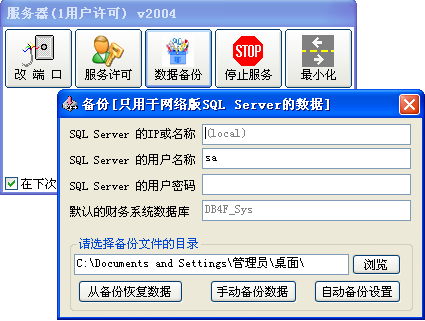 服务器(1用户许可) v2004
改 端 口
服务许可
数据备份
STOP
停止服务
最小化
备份[只用于网络版SQL Server的数据]
SQL Server 的IP或名称
(local)
SQL Server 的用户名称
sa
SQL Server 的用户密码
默认的财务系统数据库
DB4F_Sys
在下次
请选择备份文件的目录
C:\Documents and Settings\管理员\桌面\
浏览
从备份恢复数据
手动备份数据
自动备份设置